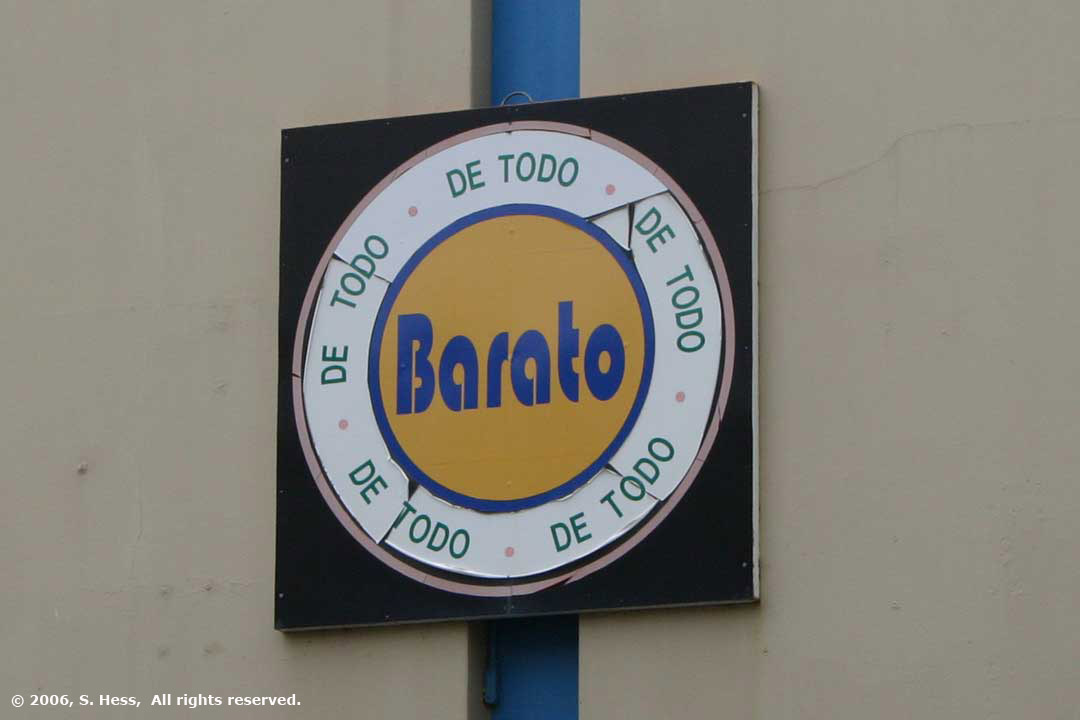 DE TODO
DE TODO
DE TODO
DE TODO
DE TODO
Barato
© 2006, S. Hess, All rights reserved.